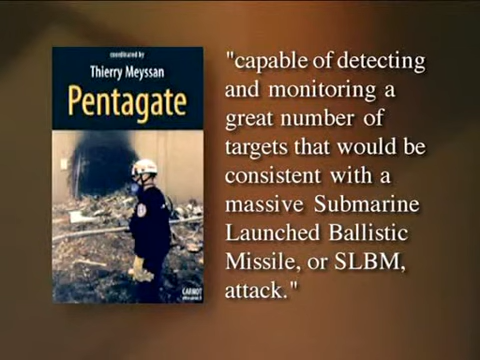 coordinated by
Thierry Meyssan
Pentagate
"capable of detecting
and monitoring a
great number of
targets that would be
consistent with a
massive Submarine
Launched Ballistic
Missile, or SLBM,
attack."
CARNOT